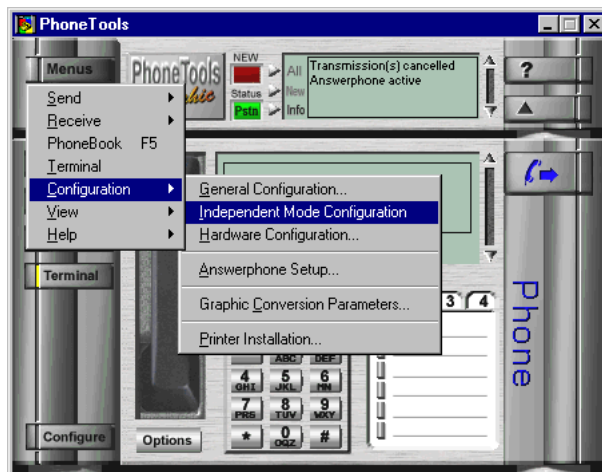 PhoneTools
Menus
PhoneTools
NEW
Status
Pstn
All
New
Info
Transmission(s) cancelled
Answerphone active
?
Send
Receive
PhoneBook F5
Terminal
Configuration
View
Help
General Configuration...
Independent Mode Configuration
Hardware Configuration...
Answerphone Setup...
Graphic Conversion Parameters...
Printer Installation...
Terminal
3 4
Phone
ABC DEF
4 5 6
GHI JKL MN
7 8 9
PRS TUV WXY
* 0 #
OQZ
Configure
Options